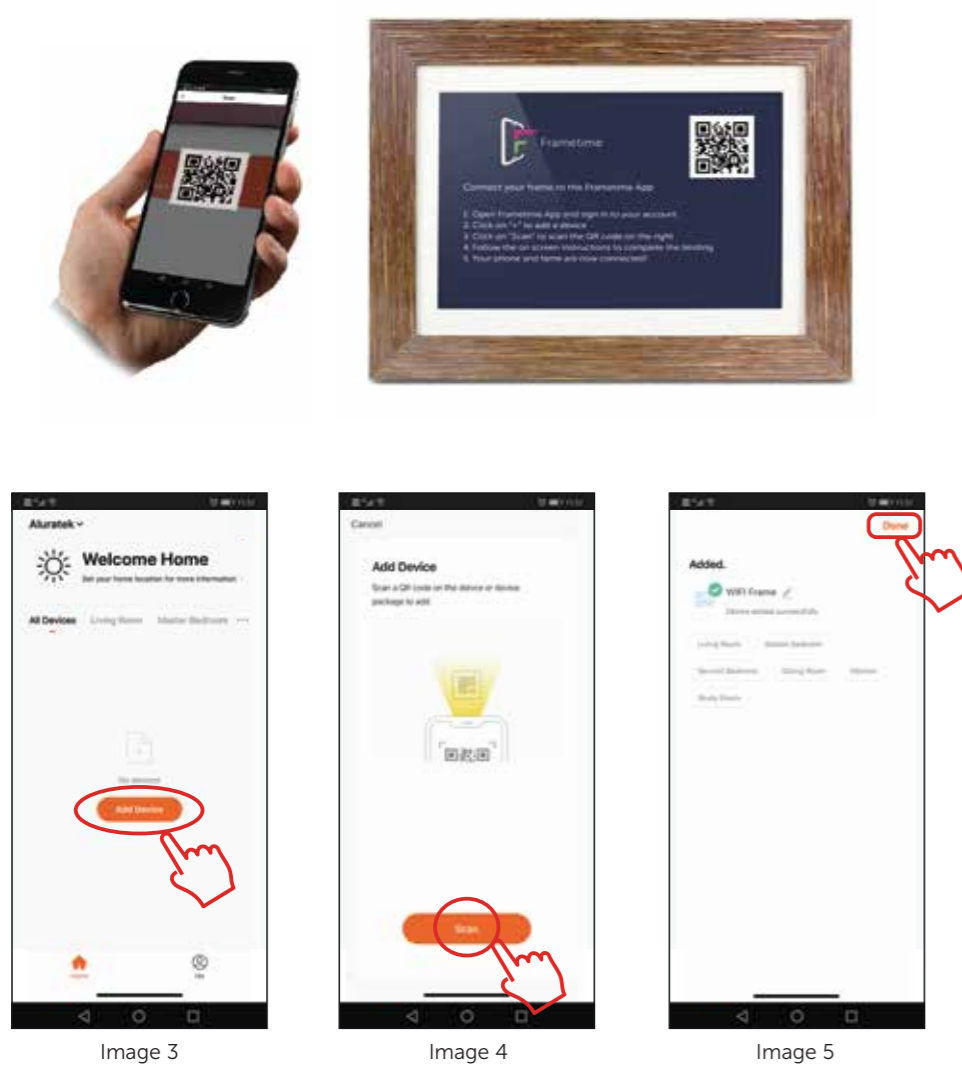 Scan
Frametime
Connect your frame to the Frametime App
1. Open Frametime App and sign in to your account
2. Click on "+" to add a device
3. Click on "Scan" to scan the QR code on the right
4. Follow the on screen instructions to complete the binding
5. Your phone and frame are now connected!
Aluratek
Welcome Home
Set your home location for more information
All Devices Living Room Master Bedroom ...
No devices
Add Device
Home Me
Image 3
Cancel
Add Device
Scan a QR code on the device or device
package to add
Scan
Image 4
Done
Added.
WIFI Frame
Device added successfully
Living Room Master Bedroom
Second Bedroom Dining Room Kitchen
Study Room
Image 5